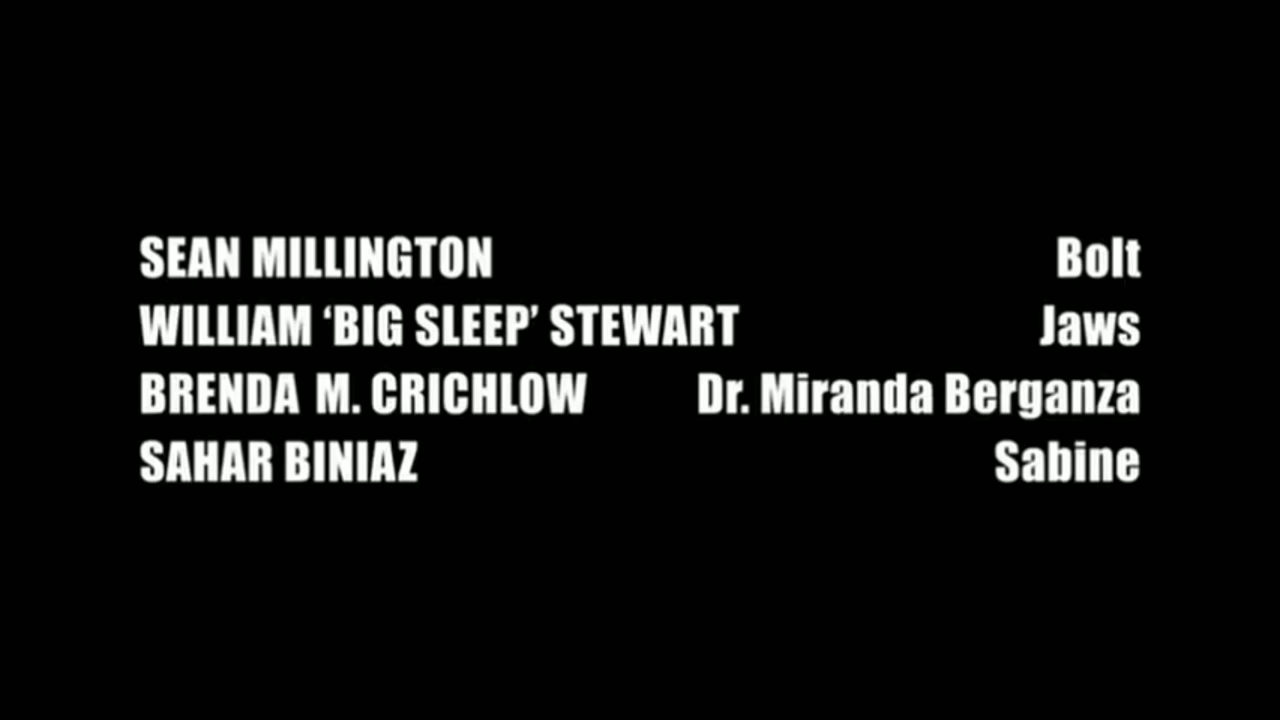 SEAN MILLINGTON Bolt
WILLIAM ‘BIG SLEEP’ STEWART Jaws
BRENDA M. CRICHLOW Dr. Miranda Berganza
SAHAR BINIAZ Sabine